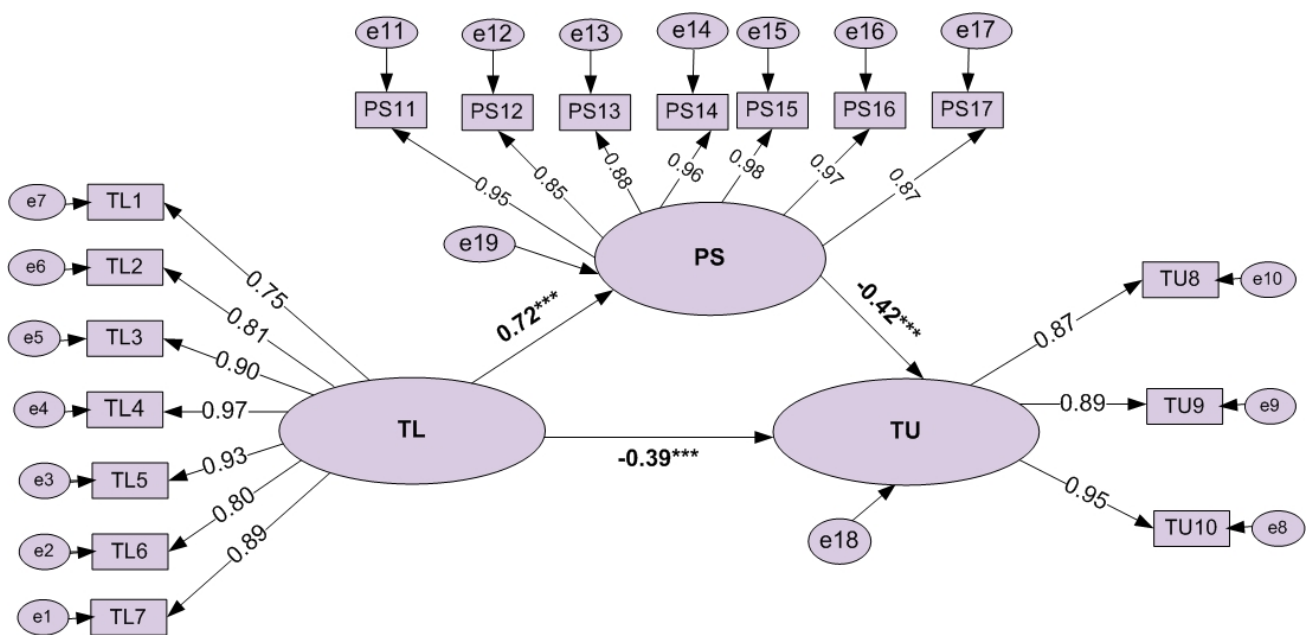 e11
e12
e13
e14
e15
e16
e17
PS11
PS12
PS13
PS14
PS15
PS16
PS17
0.95
0.85
0.88
0.96
0.98
0.97
0.87
e7
TL1
e6
TL2
e5
TL3
e4
TL4
e3
TL5
e2
TL6
e1
TL7
0.75
0.81
0.90
0.97
0.93
0.80
0.89
e19
PS
0.72***
-0.42***
TL
-0.39***
TU
e18
0.87
0.89
0.95
TU8
e10
TU9
e9
TU10
e8